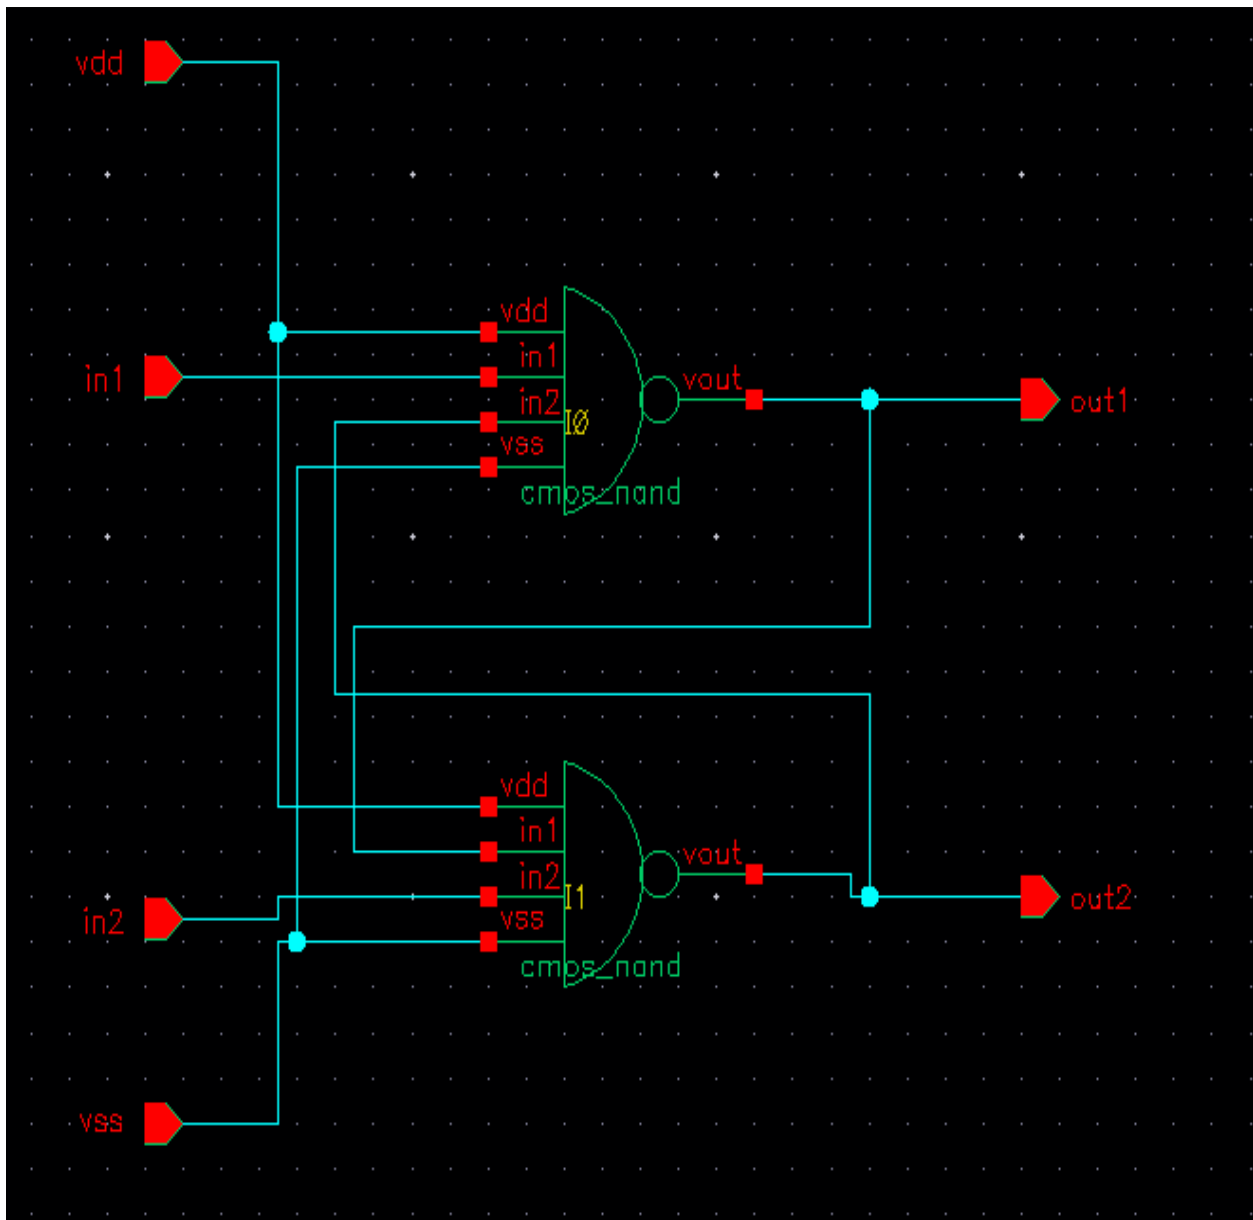 vdd
vdd
in1
in1
vout
in2
out1
IØ
vss
cmos_nand
vdd
in1
vout
in2
I1
out2
in2
vss
cmos_nand
vss